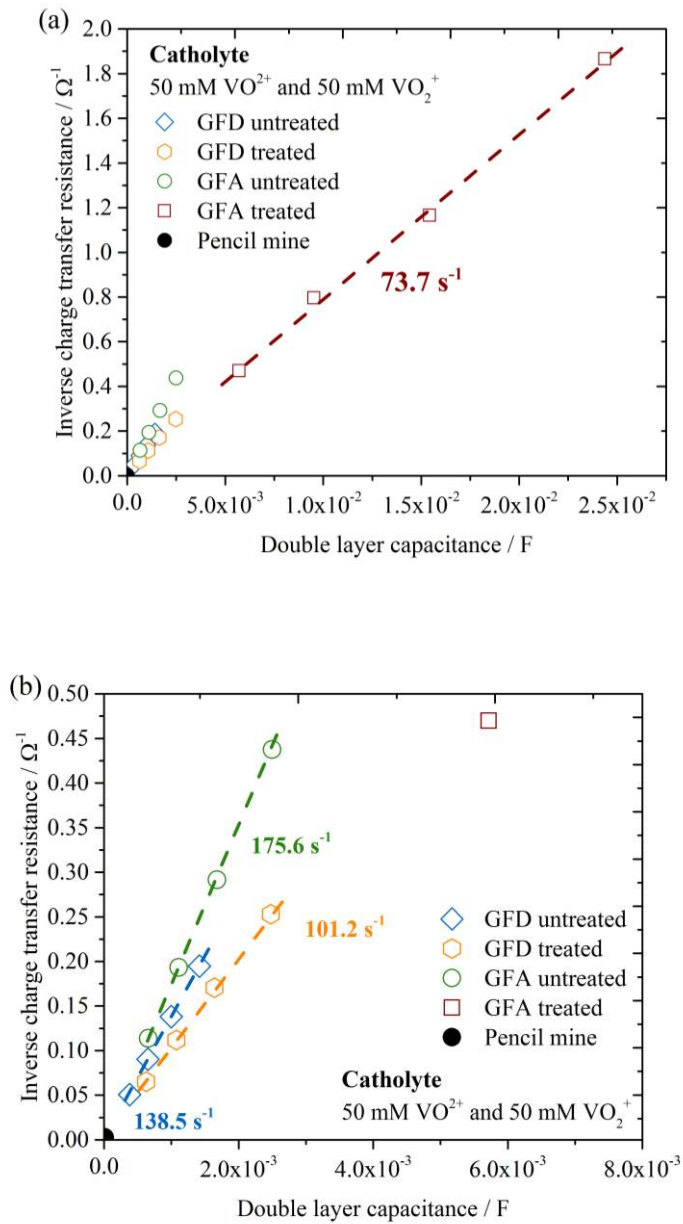 (a)
2.0
1.8
1.6
1.4
1.2
1.0
0.8
0.6
0.4
0.2
0.0
Inverse charge transfer resistance / Ω⁻¹
Catholyte
50 mM VO²⁺ and 50 mM VO₂⁺
GFD untreated
GFD treated
GFA untreated
GFA treated
Pencil mine
73.7 s⁻¹
0.0 5.0x10⁻³ 1.0x10⁻² 1.5x10⁻² 2.0x10⁻² 2.5x10⁻²
Double layer capacitance / F
(b)
0.50
0.45
0.40
0.35
0.30
0.25
0.20
0.15
0.10
0.05
0.00
Inverse charge transfer resistance / Ω⁻¹
175.6 s⁻¹
101.2 s⁻¹
138.5 s⁻¹
GFD untreated
GFD treated
GFA untreated
GFA treated
Pencil mine
Catholyte
50 mM VO²⁺ and 50 mM VO₂⁺
0.0 2.0x10⁻³ 4.0x10⁻³ 6.0x10⁻³ 8.0x10⁻³
Double layer capacitance / F